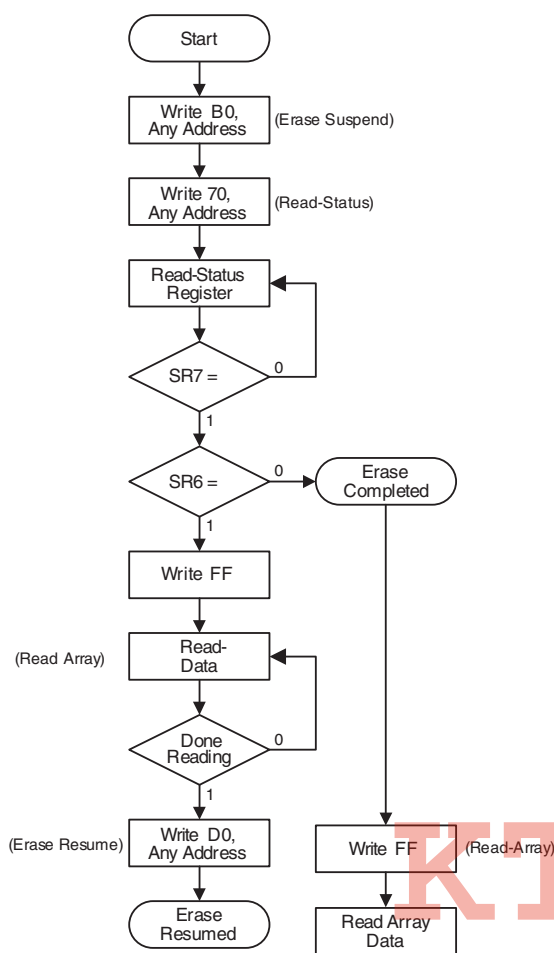 Start
Write B0,
Any Address
(Erase Suspend)
Write 70,
Any Address
(Read-Status)
Read-Status
Register
SR7 =
0
1
SR6 =
0
1
Erase
Completed
Write FF
(Read Array)
Read-
Data
Done
Reading
0
1
(Erase Resume)
Write D0,
Any Address
Write FF
(Read-Array)
Erase
Resumed
Read Array
Data
KT